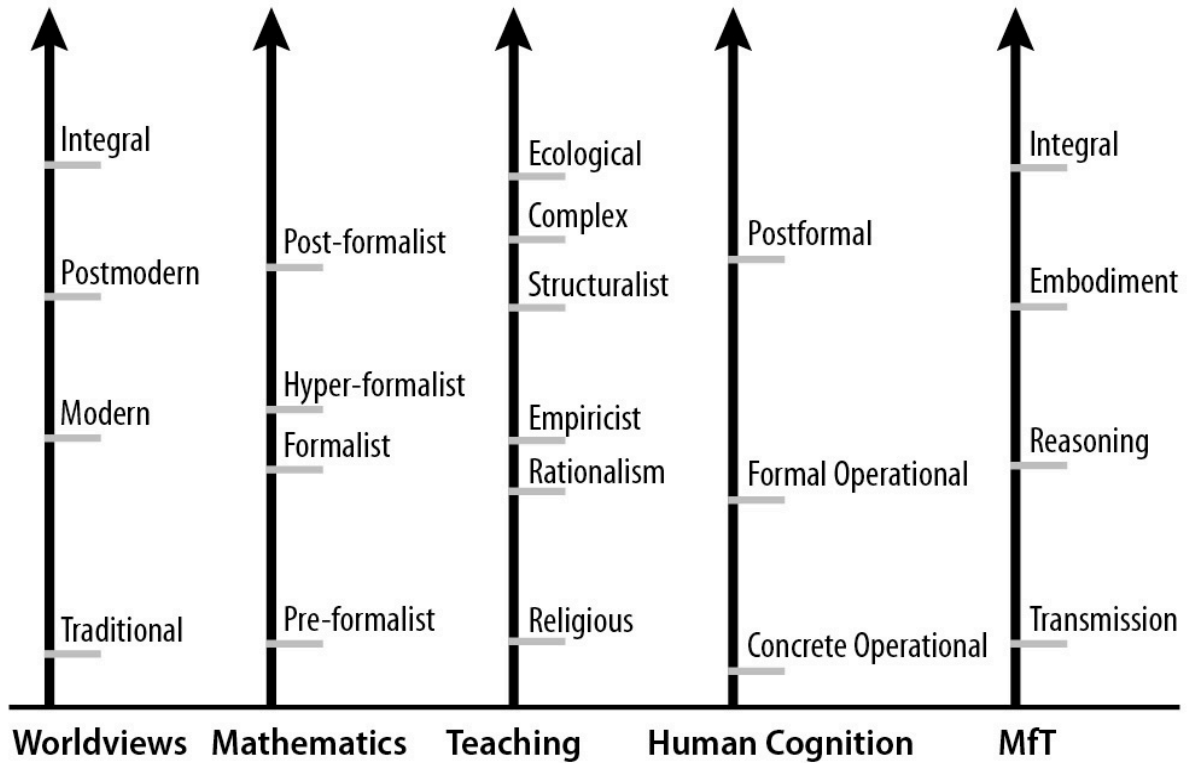 Integral
Postmodern
Modern
Traditional
Worldviews
Post-formalist
Hyper-formalist
Formalist
Pre-formalist
Mathematics
Ecological
Complex
Structuralist
Empiricist
Rationalism
Religious
Teaching
Postformal
Formal Operational
Concrete Operational
Human Cognition
Integral
Embodiment
Reasoning
Transmission
MfT